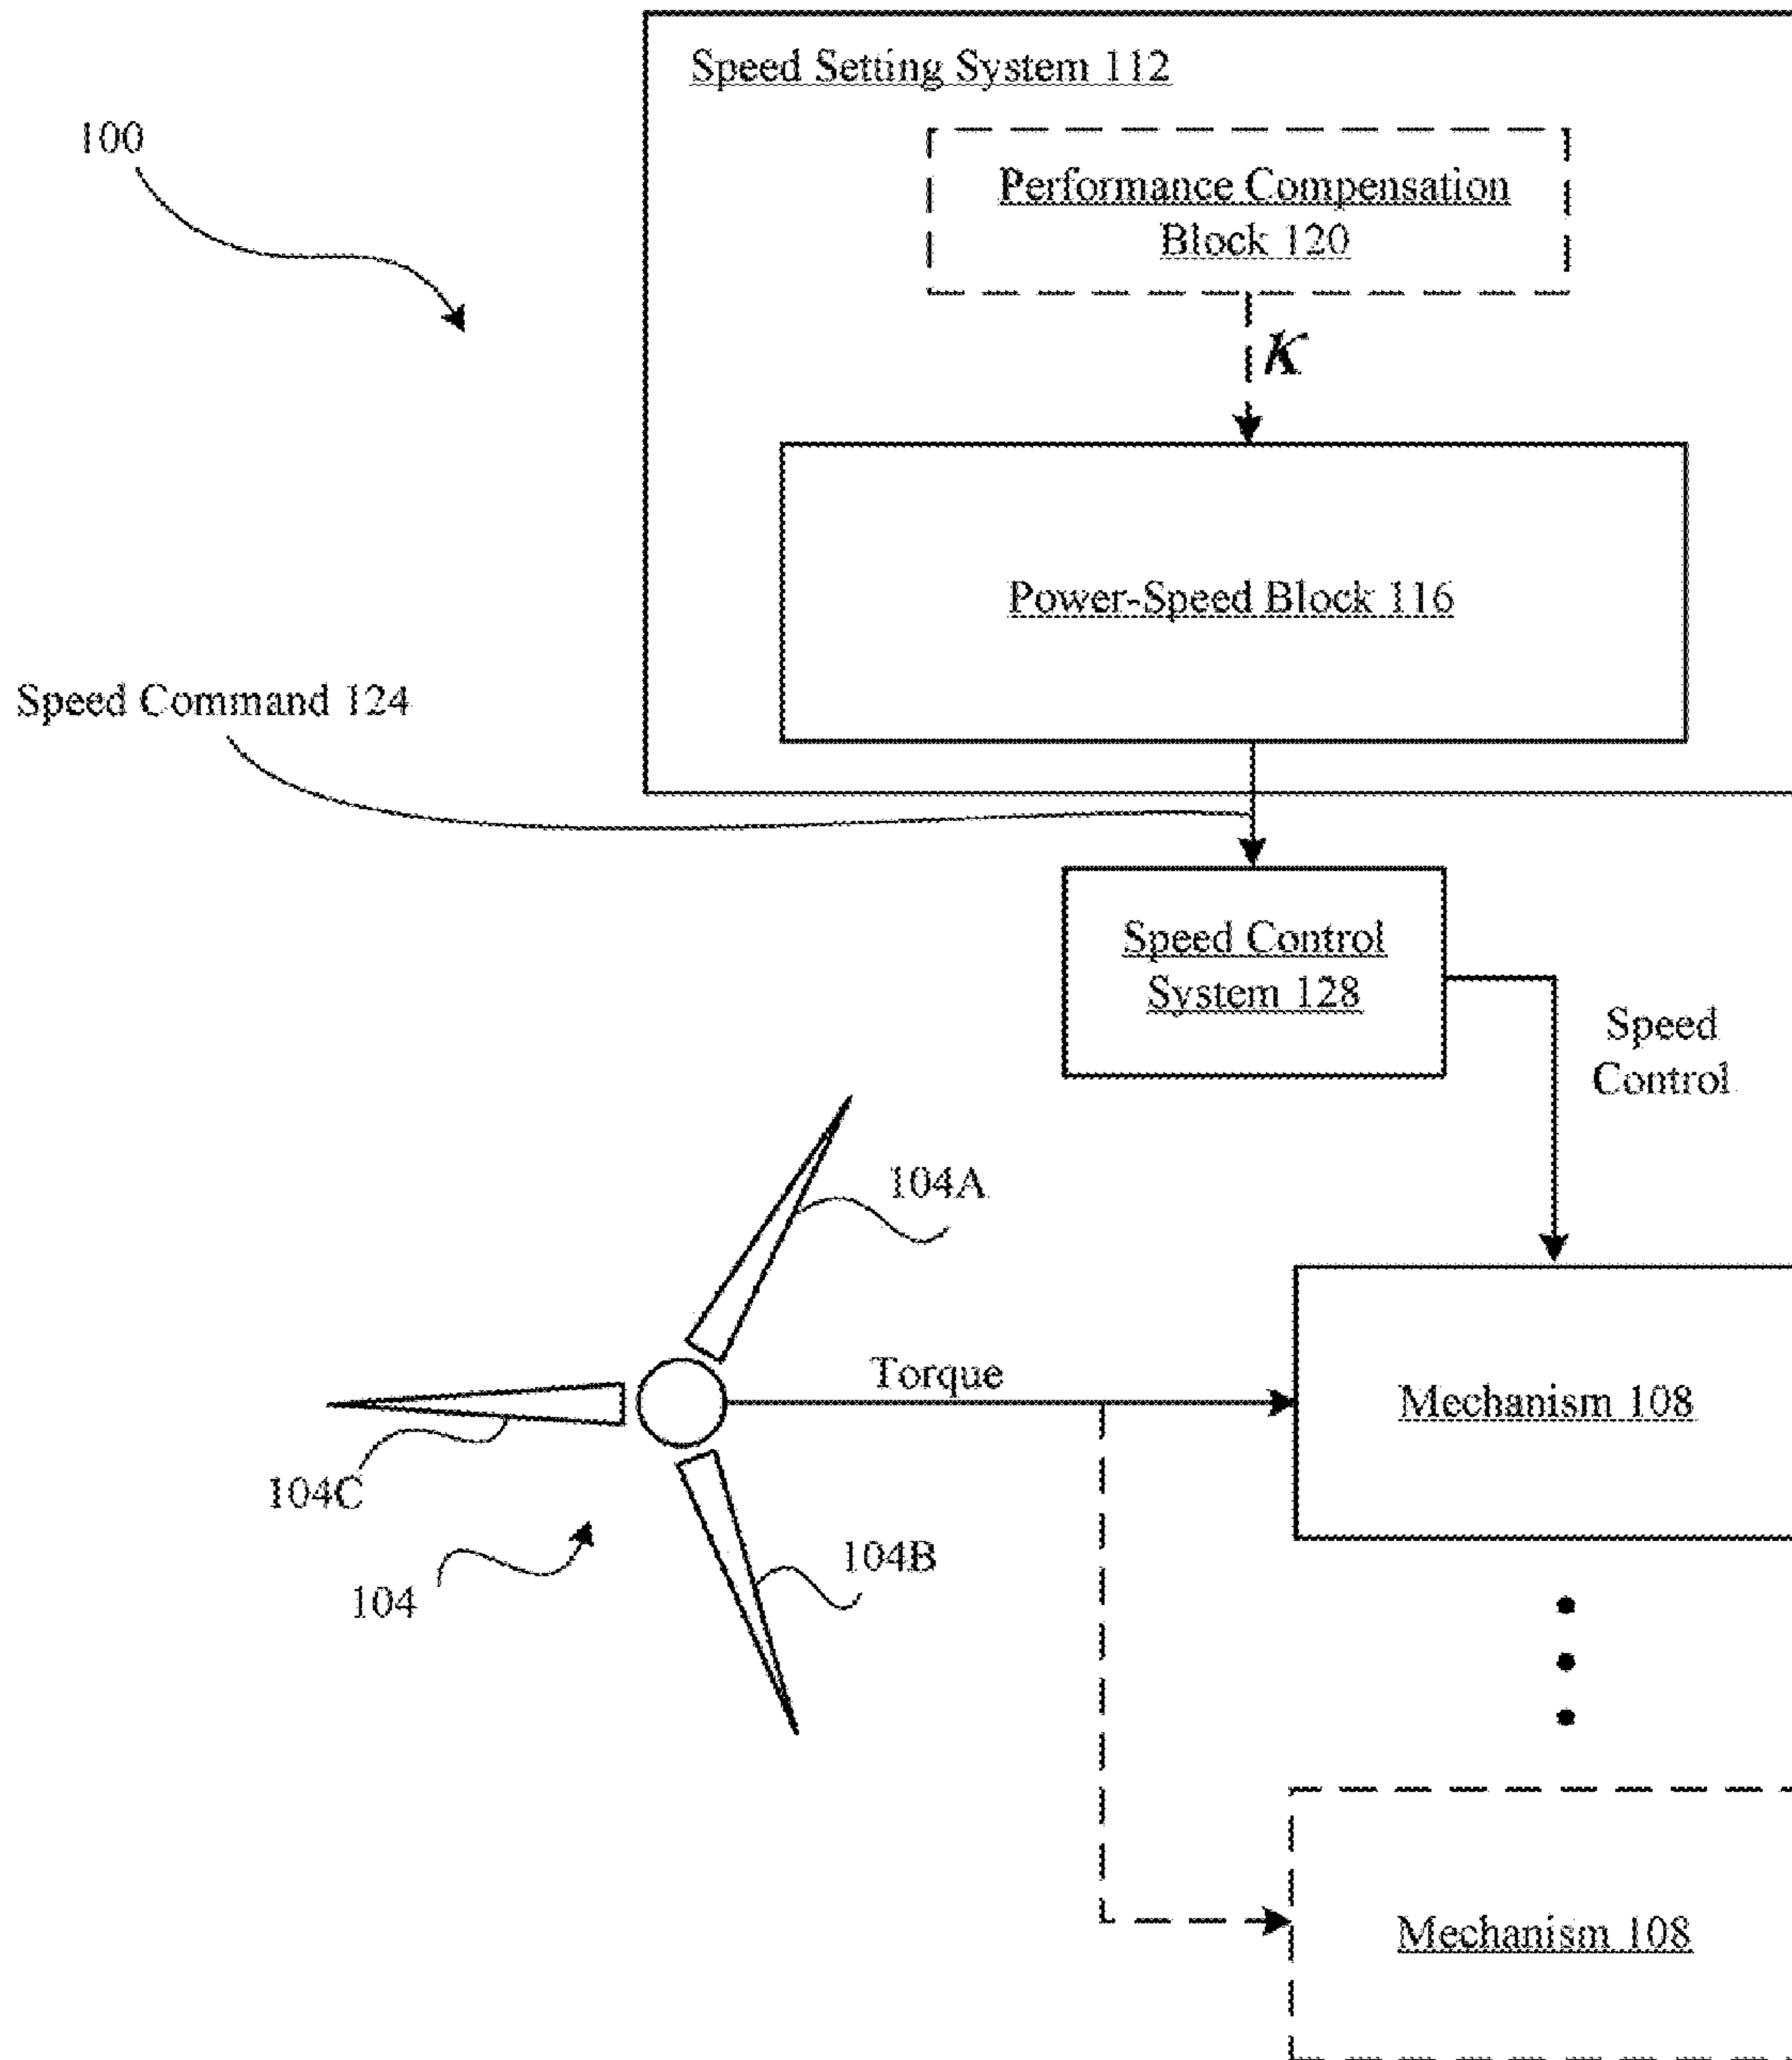 Speed Setting System 112
100
Performance Compensation
Block 120
K
Power-Speed Block 116
Speed Command 124
Speed Control
System 128
Speed
Control
104A
Torque
Mechanism 108
104C
104B
104
Mechanism 108